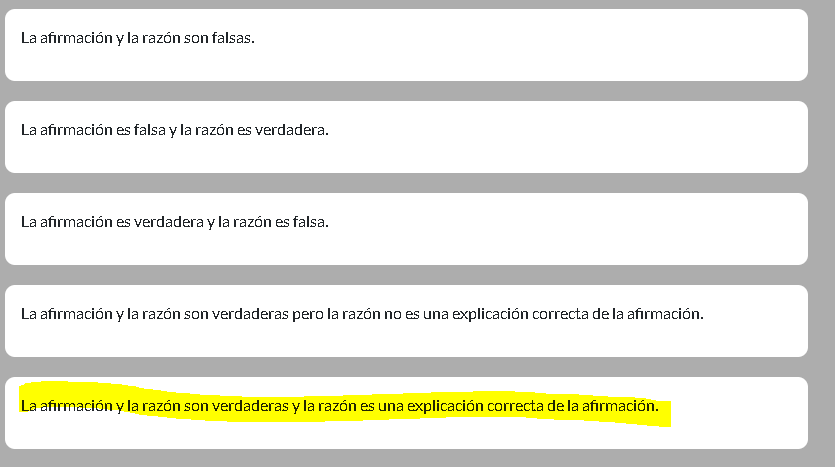 La afirmación y la razón son falsas.
La afirmación es falsa y la razón es verdadera.
La afirmación es verdadera y la razón es falsa.
La afirmación y la razón son verdaderas pero la razón no es una explicación correcta de la afirmación.
La afirmación y la razón son verdaderas y la razón es una explicación correcta de la afirmación.